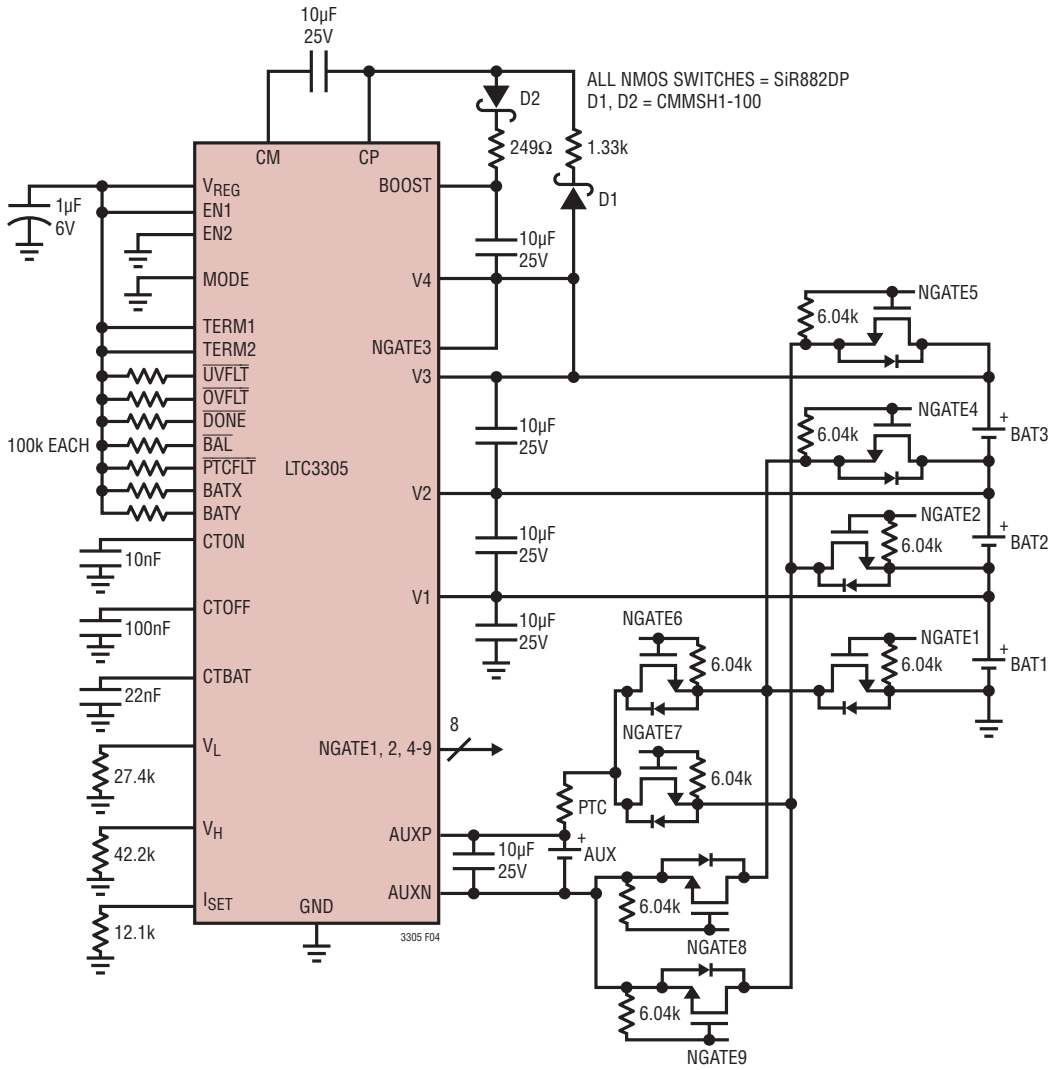 10µF
25V
ALL NMOS SWITCHES = SiR882DP
D1, D2 = CMMSH1-100
D2
249Ω
1.33k
D1
CM
CP
BOOST
VREG
EN1
EN2
MODE
1µF
6V
10µF
25V
V4
NGATE3
V3
TERM1
TERM2
UVFLT
OVFLT
DONE
BAL
PTCFLT
BATX
BATY
100k EACH
LTC3305
10µF
25V
V2
10µF
25V
V1
10µF
25V
CTON
10nF
CTOFF
100nF
CTBAT
22nF
VL
27.4k
VH
42.2k
ISET
12.1k
GND
NGATE1, 2, 4-9
8
AUXP
AUXN
10µF
25V
3305 F04
NGATE5
6.04k
NGATE4
6.04k
+
BAT3
NGATE2
6.04k
+
BAT2
NGATE1
6.04k
+
BAT1
NGATE6
6.04k
NGATE7
6.04k
PTC
+
AUX
6.04k
NGATE8
6.04k
NGATE9